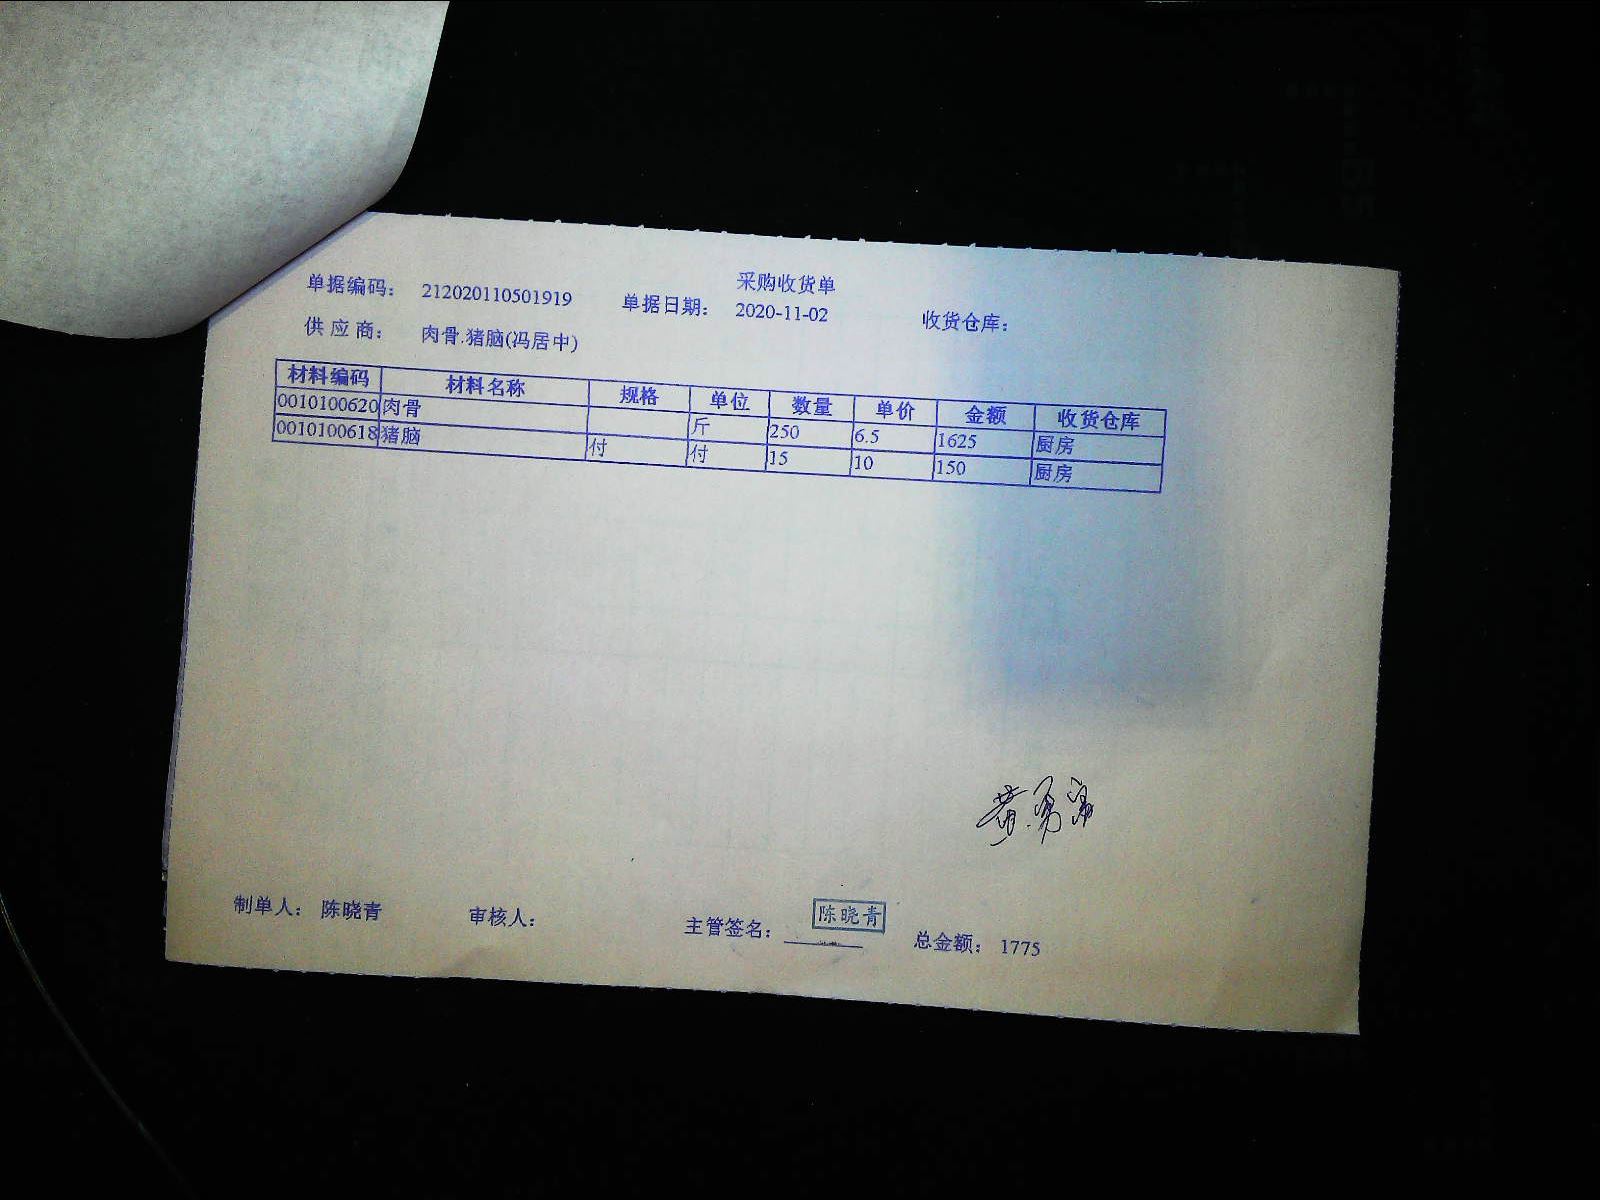 采购收货单
单据编码： 212020110501919 单据日期： 2020-11-02 收货仓库：
供应商： 肉骨.猪脑(冯居中)
材料编码 材料名称 规格 单位 数量 单价 金额 收货仓库
0010100620 肉骨 斤 250 6.5 1625 厨房
0010100618 猪脑 付 付 15 10 150 厨房
制单人： 陈晓青 审核人： 主管签名： 陈晓青 总金额： 1775